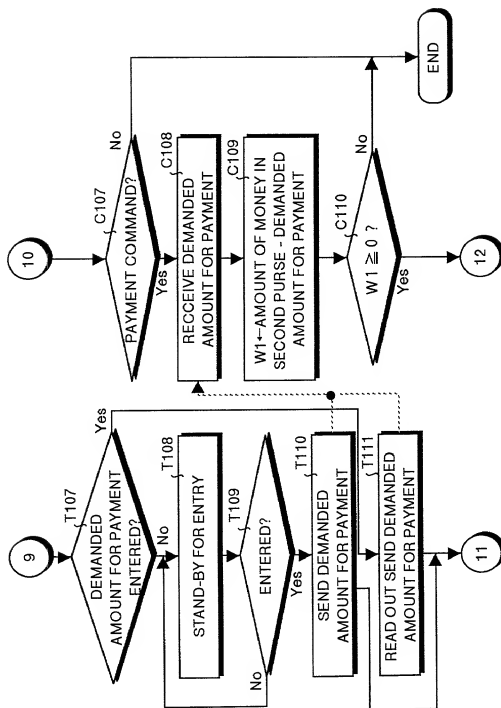 9
T107
DEMANDED
AMOUNT FOR PAYMENT
ENTERED?
Yes
No
T108
STAND-BY FOR ENTRY
T109
ENTERED?
No
Yes
T110
SEND DEMANDED
AMOUNT FOR PAYMENT
T111
READ OUT SEND DEMANDED
AMOUNT FOR PAYMENT
11
10
C107
PAYMENT COMMAND?
No
Yes
C108
RECCEIVE DEMANDED
AMOUNT FOR PAYMENT
C109
W1←AMOUNT OF MONEY IN
SECOND PURSE - DEMANDED
AMOUNT FOR PAYMENT
C110
W1 ≧ 0 ?
No
Yes
12
END